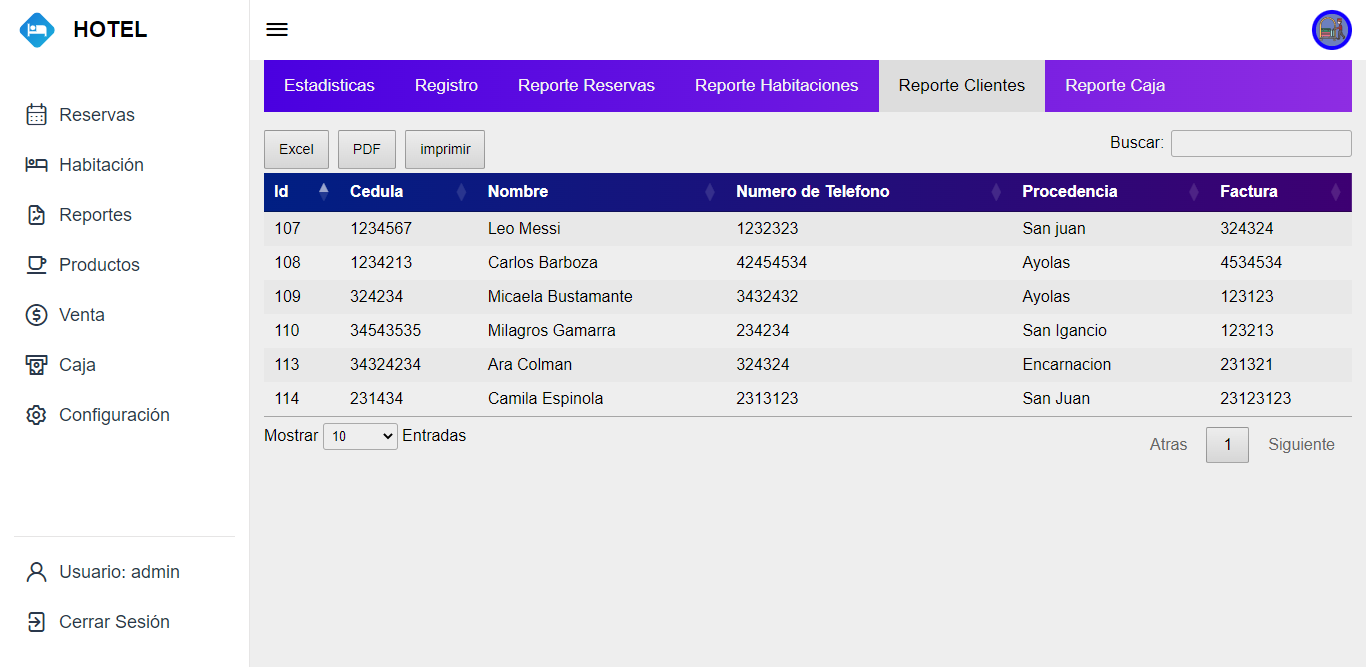 HOTEL
Reservas
Habitación
Reportes
Productos
Venta
Caja
Configuración
Usuario: admin
Cerrar Sesión
Estadisticas Registro Reporte Reservas Reporte Habitaciones Reporte Clientes Reporte Caja
Excel PDF imprimir Buscar:
Id Cedula Nombre Numero de Telefono Procedencia Factura
107 1234567 Leo Messi 1232323 San juan 324324
108 1234213 Carlos Barboza 42454534 Ayolas 4534534
109 324234 Micaela Bustamante 3432432 Ayolas 123123
110 34543535 Milagros Gamarra 234234 San Igancio 123213
113 34324234 Ara Colman 324324 Encarnacion 231321
114 231434 Camila Espinola 2313123 San Juan 23123123
Mostrar 10 Entradas Atras 1 Siguiente